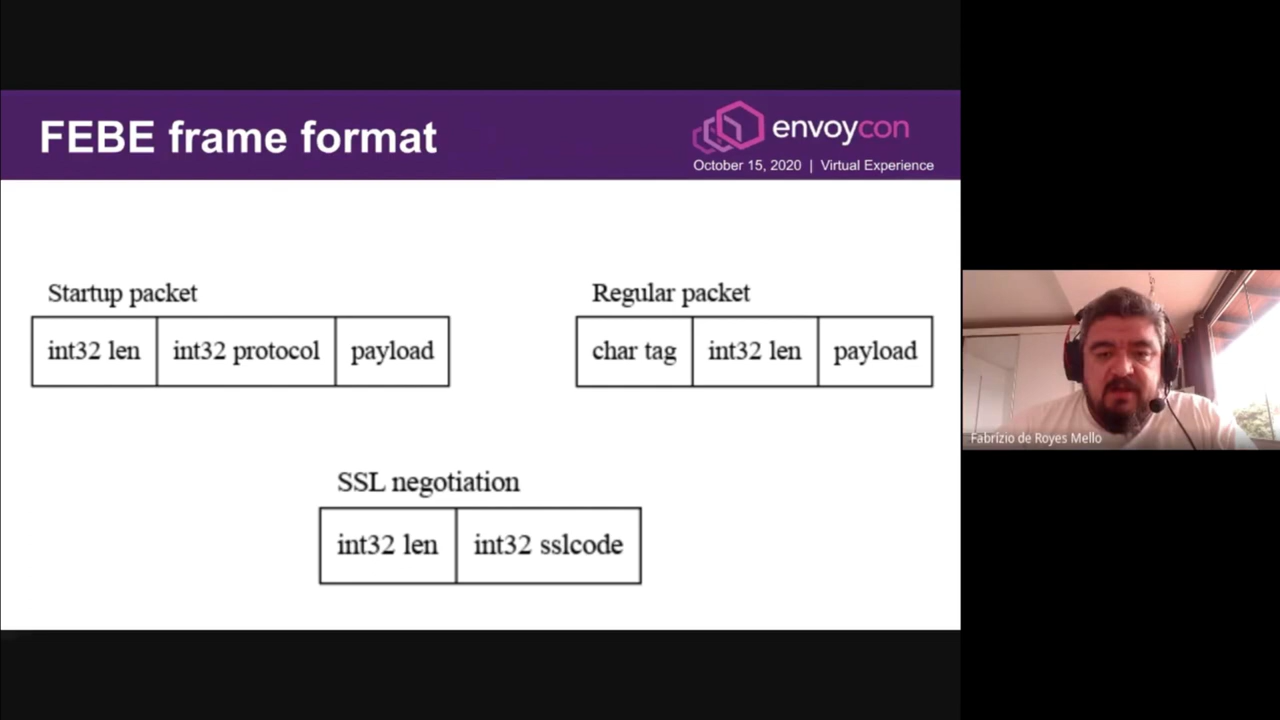 FEBE frame format
envoycon
October 15, 2020 | Virtual Experience
Startup packet
int32 len int32 protocol payload
Regular packet
char tag int32 len payload
SSL negotiation
int32 len int32 sslcode
Fabrízio de Royes Mello